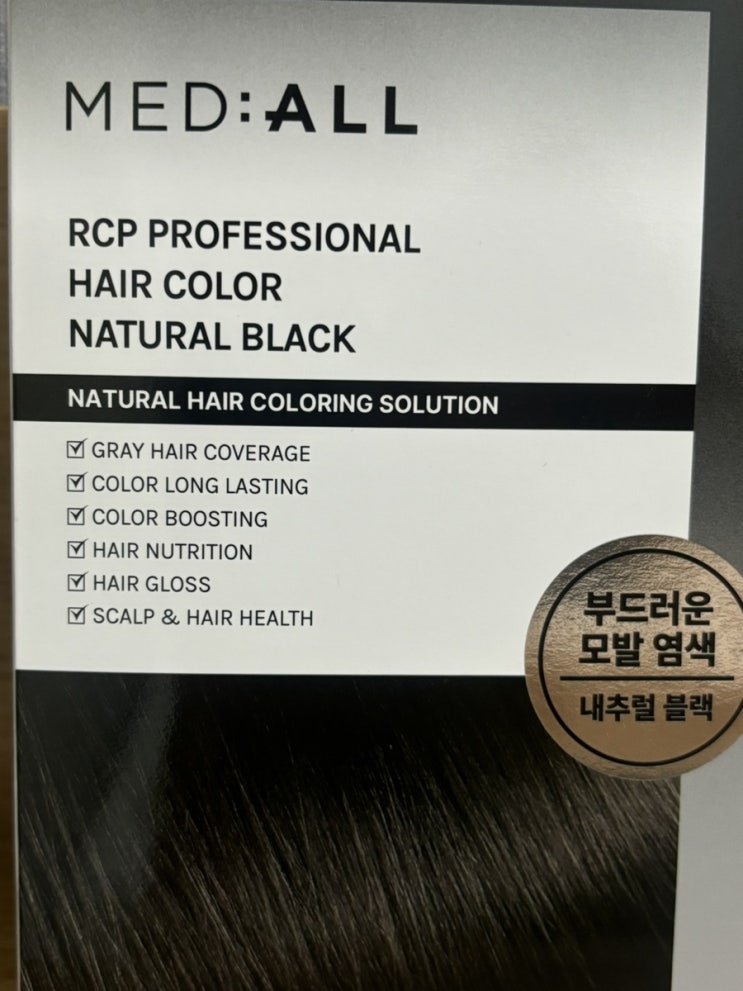 MED:ALL
RCP PROFESSIONAL
HAIR COLOR
NATURAL BLACK
NATURAL HAIR COLORING SOLUTION
☑ GRAY HAIR COVERAGE
☑ COLOR LONG LASTING
☑ COLOR BOOSTING
☑ HAIR NUTRITION
☑ HAIR GLOSS
☑ SCALP & HAIR HEALTH
부드러운
모발 염색
내추럴 블랙